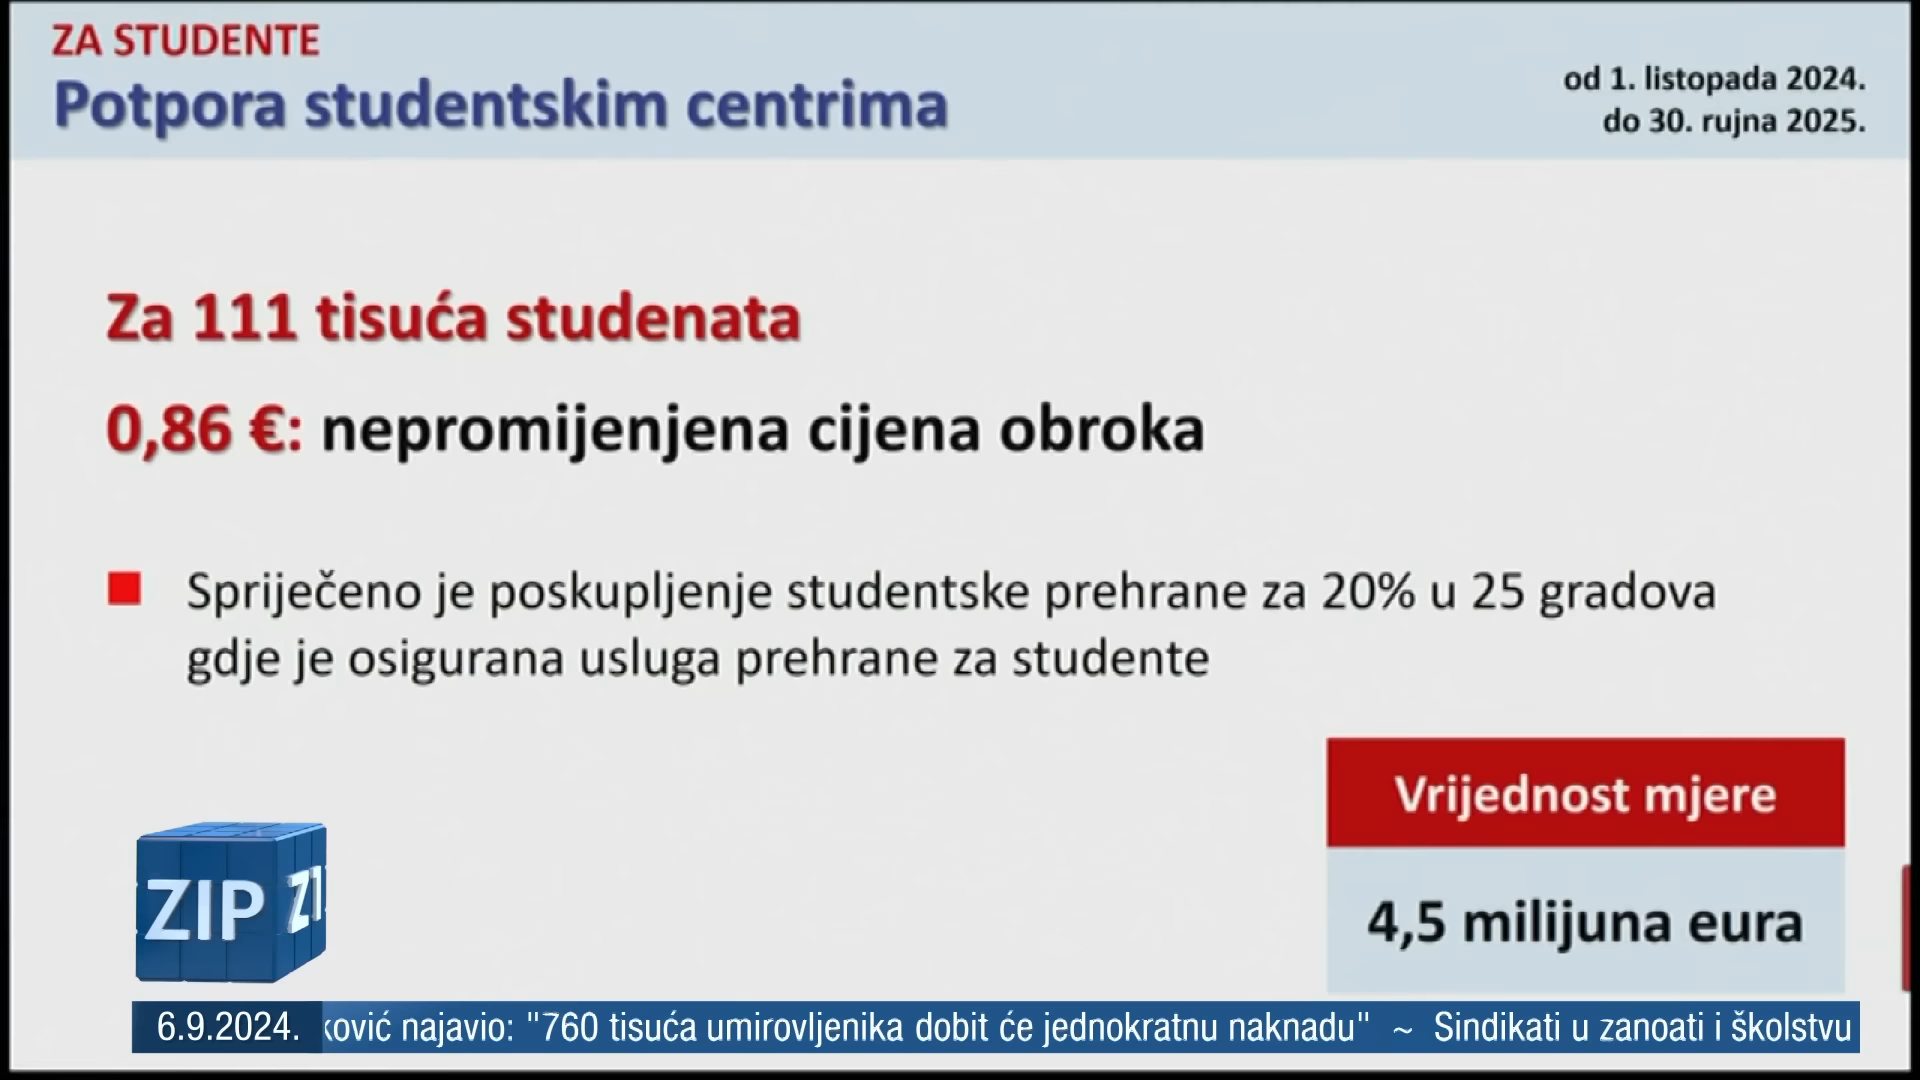 ZA STUDENTE
Potpora studentskim centrima
od 1. listopada 2024.
do 30. rujna 2025.
Za 111 tisuća studenata
0,86 €: nepromijenjena cijena obroka
Spriječeno je poskupljenje studentske prehrane za 20% u 25 gradova
gdje je osigurana usluga prehrane za studente
Vrijednost mjere
4,5 milijuna eura
ZIP
6.9.2024. ković najavio: "760 tisuća umirovljenika dobit će jednokratnu naknadu" ~ Sindikati u zanoati i školstvu